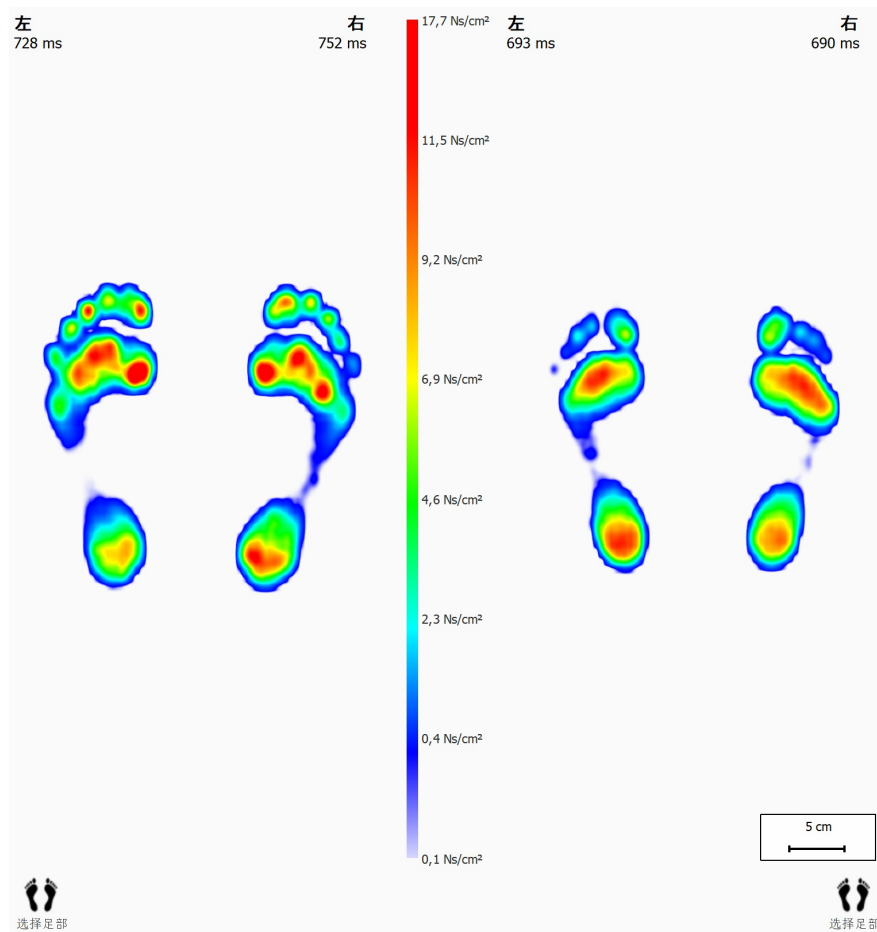 左
右
728 ms
752 ms
17,7 Ns/cm²
11,5 Ns/cm²
9,2 Ns/cm²
6,9 Ns/cm²
4,6 Ns/cm²
2,3 Ns/cm²
0,4 Ns/cm²
0,1 Ns/cm²
左
右
693 ms
690 ms
5 cm
选择足部
选择足部